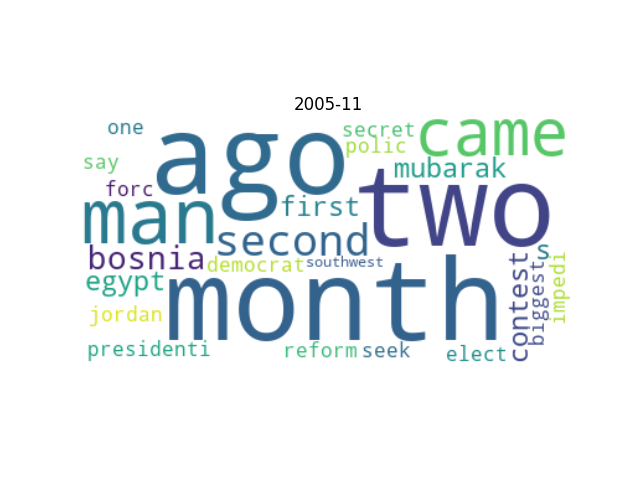 2005-11
one
ago
secret
came
say
polic
mubarak
forc
man
first
two
second
bosnia
democrat
southwest
s
egypt
month
contest
biggest
impedi
jordan
presidenti
reform
seek
elect